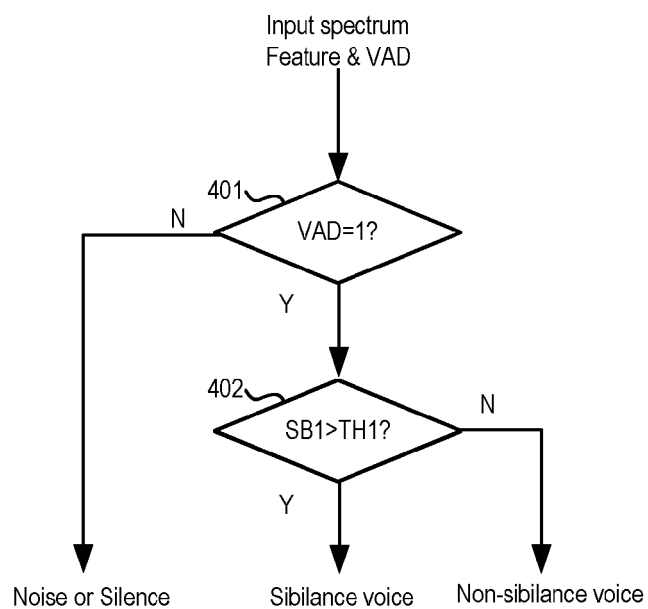 Input spectrum
Feature & VAD
401
N
VAD=1?
Y
402
N
SB1>TH1?
Y
Noise or Silence
Sibilance voice
Non-sibilance voice